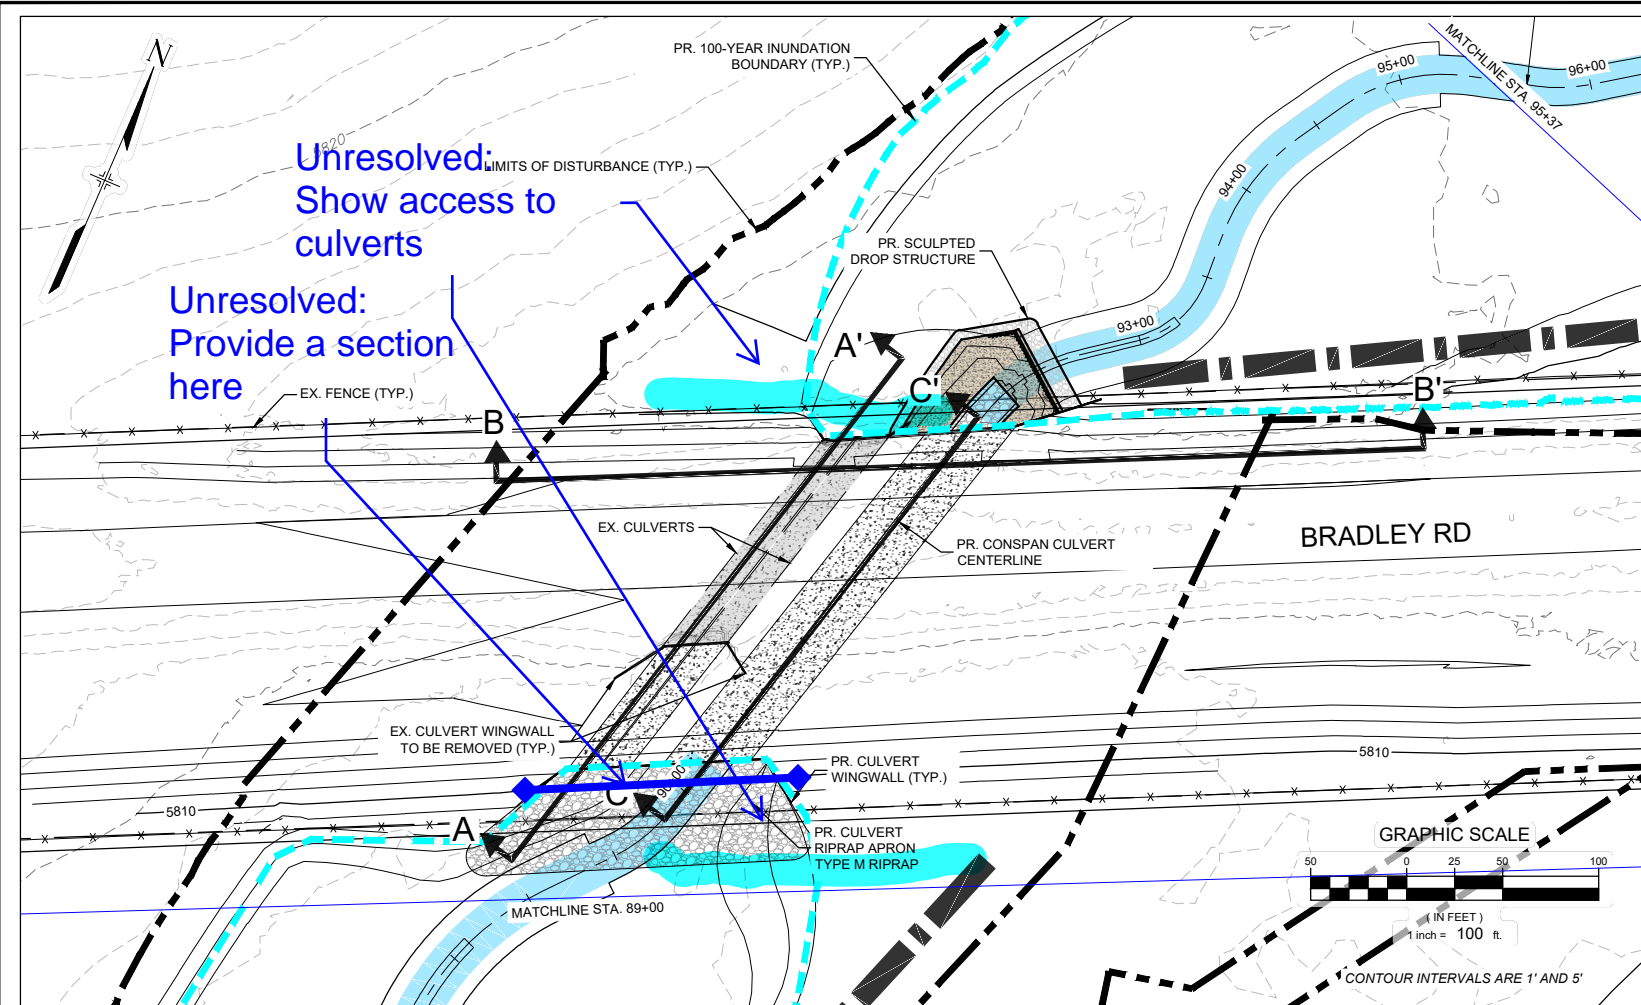 N
PR. 100-YEAR INUNDATION
BOUNDARY (TYP.)
MATCHLINE STA. 95+37
95+00
96+00
5820
Unresolved:
Show access to
culverts
LIMITS OF DISTURBANCE (TYP.)
94+00
PR. SCULPTED
DROP STRUCTURE
Unresolved:
Provide a section
here
93+00
A'
C'
B'
EX. FENCE (TYP.)
B
EX. CULVERTS
PR. CONSPAN CULVERT
CENTERLINE
BRADLEY RD
EX. CULVERT WINGWALL
TO BE REMOVED (TYP.)
5810
PR. CULVERT
WINGWALL (TYP.)
90+00
C
5810
A
PR. CULVERT
RIPRAP APRON
TYPE M RIPRAP
GRAPHIC SCALE
50 0 25 50 100
( IN FEET )
1 inch = 100 ft.
MATCHLINE STA. 89+00
CONTOUR INTERVALS ARE 1' AND 5'